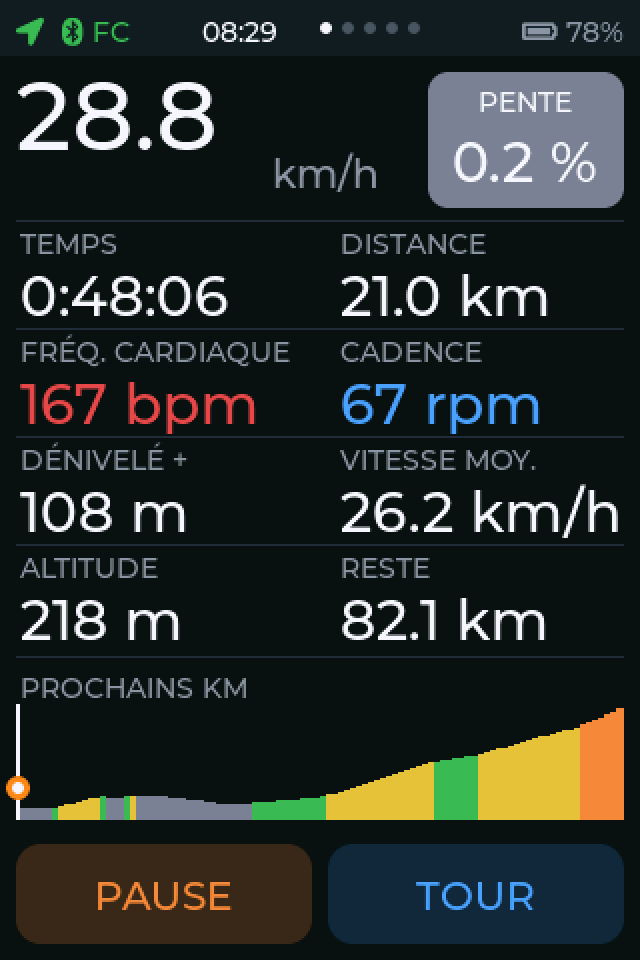 FC 08:29 78%
28.8 km/h
PENTE
0.2 %
TEMPS DISTANCE
0:48:06 21.0 km
FRÉQ. CARDIAQUE CADENCE
167 bpm 67 rpm
DÉNIVELÉ + VITESSE MOY.
108 m 26.2 km/h
ALTITUDE RESTE
218 m 82.1 km
PROCHAINS KM
PAUSE TOUR